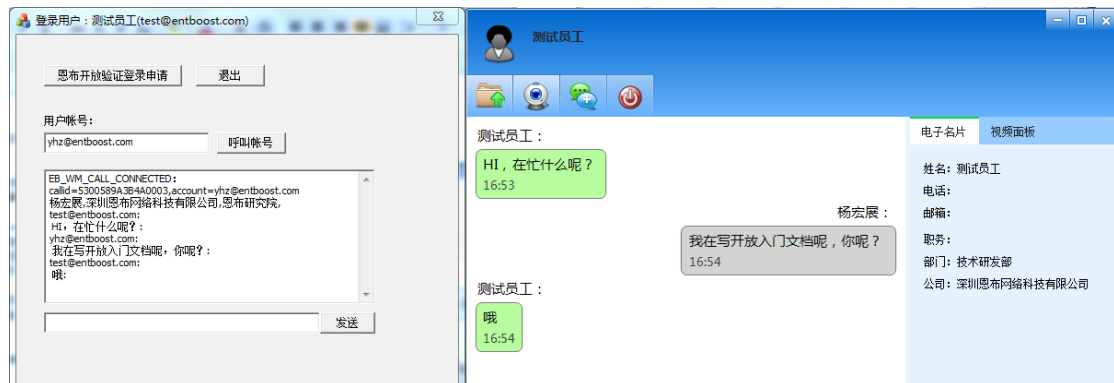 登录用户：测试员工(test@entboost.com)
恩布开放验证登录申请
退出
用户帐号：
yhz@entboost.com
呼叫帐号
EB_WM_CALL_CONNECTED:
callid=5300589A3B4A0003,account=yhz@entboost.com
杨宏展,深圳恩布网络科技有限公司,恩布研究院,
test@entboost.com:
HI，在忙什么呢？:
yhz@entboost.com:
我在写开放入门文档呢，你呢？:
test@entboost.com:
哦:
发送
测试员工
测试员工：
HI，在忙什么呢？
16:53
杨宏展：
我在写开放入门文档呢，你呢？
16:54
测试员工：
哦
16:54
电子名片
视频面板
姓名：测试员工
电话：
邮箱：
职务：
部门：技术研发部
公司：深圳恩布网络科技有限公司